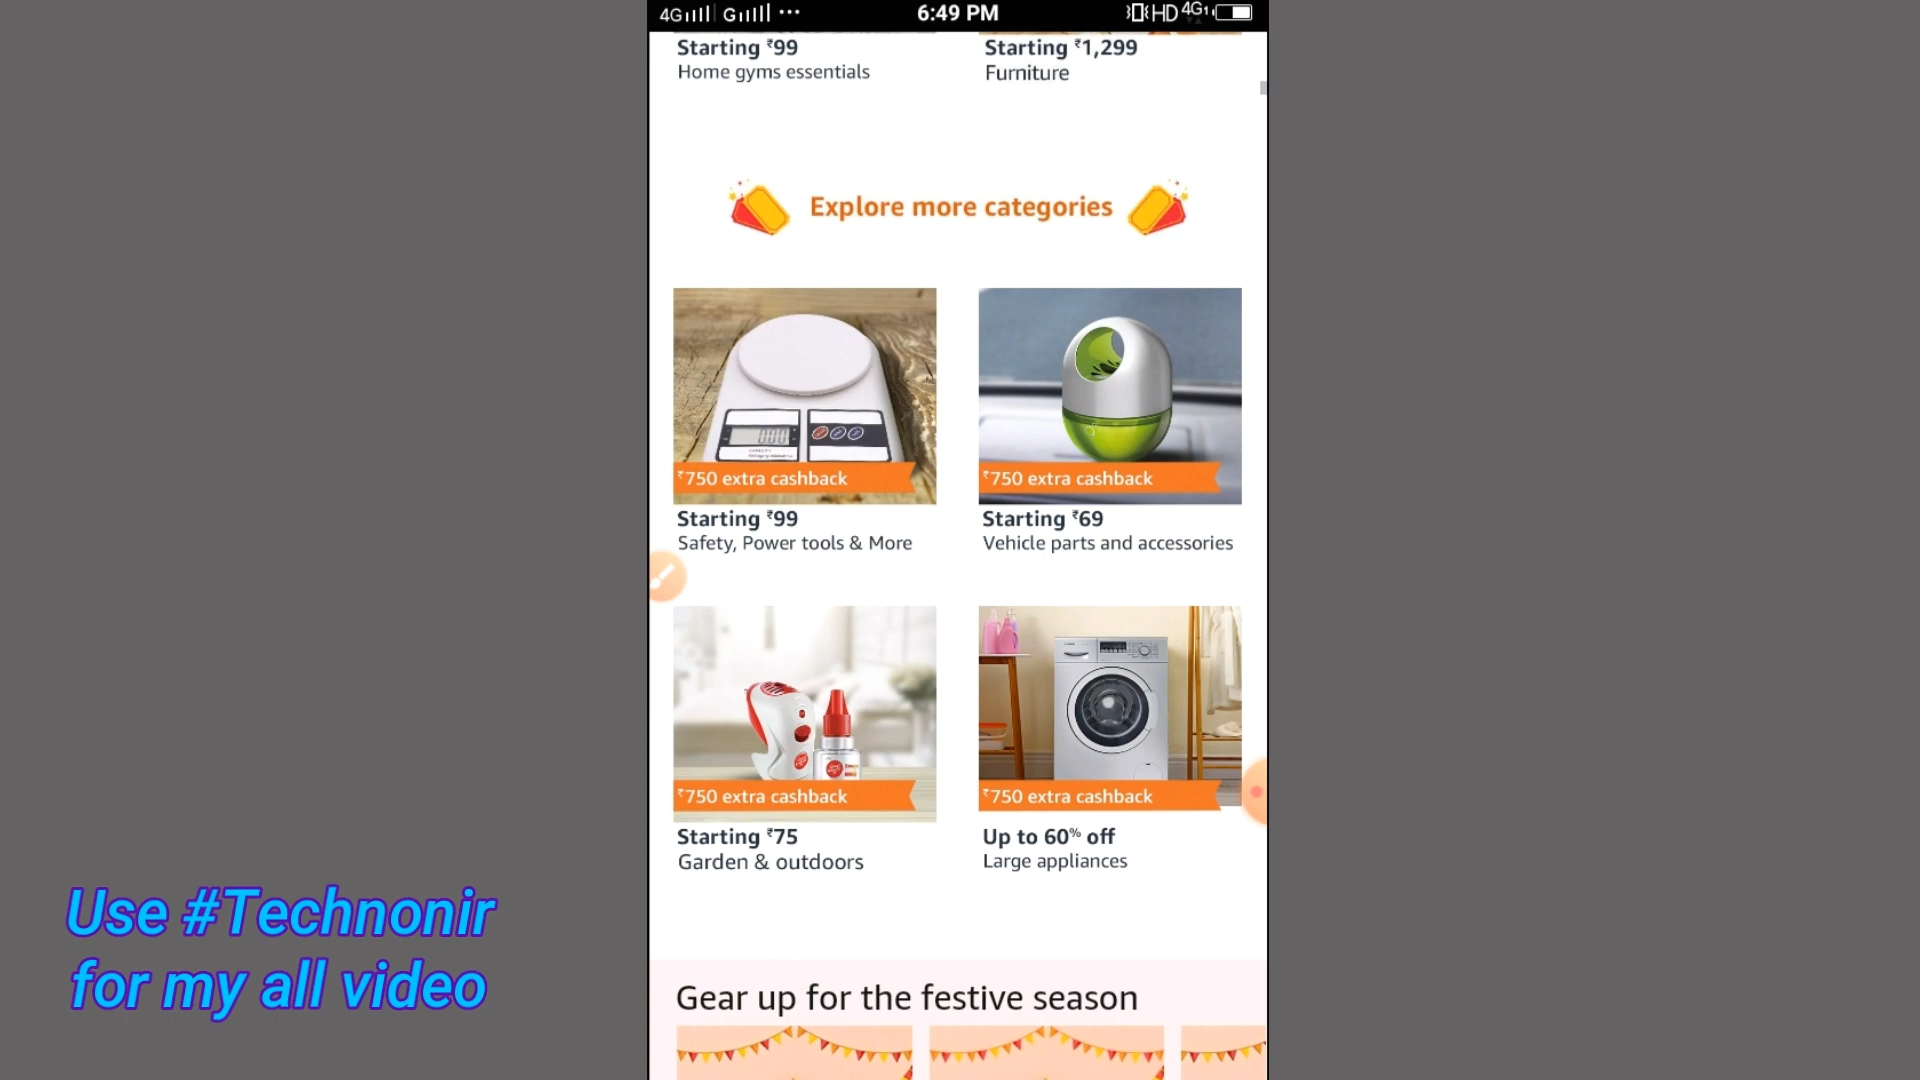 4G G ••• 6:49 PM HD 4G
Starting ₹99 Starting ₹1,299
Home gyms essentials Furniture
Explore more categories
₹750 extra cashback ₹750 extra cashback
Starting ₹99 Starting ₹69
Safety, Power tools & More Vehicle parts and accessories
₹750 extra cashback ₹750 extra cashback
Starting ₹75 Up to 60% off
Garden & outdoors Large appliances
Use #Technonir
for my all video
Gear up for the festive season